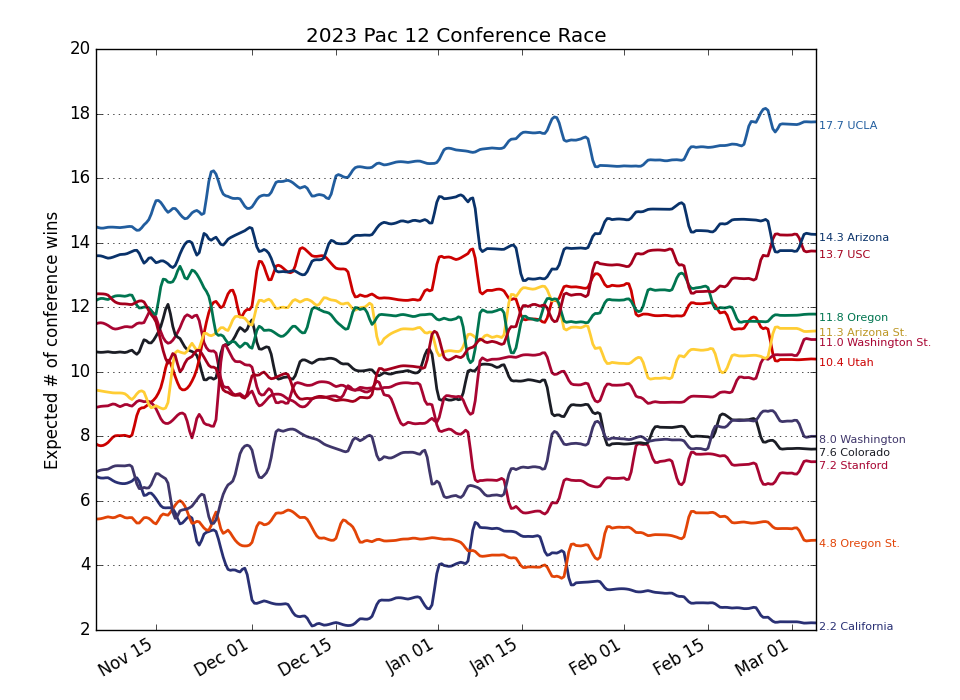 2023 Pac 12 Conference Race
Expected # of conference wins
20
18
16
14
12
10
8
6
4
2
17.7 UCLA
14.3 Arizona
13.7 USC
11.8 Oregon
11.3 Arizona St.
11.0 Washington St.
10.4 Utah
8.0 Washington
7.6 Colorado
7.2 Stanford
4.8 Oregon St.
2.2 California
Nov 15
Dec 01
Dec 15
Jan 01
Jan 15
Feb 01
Feb 15
Mar 01